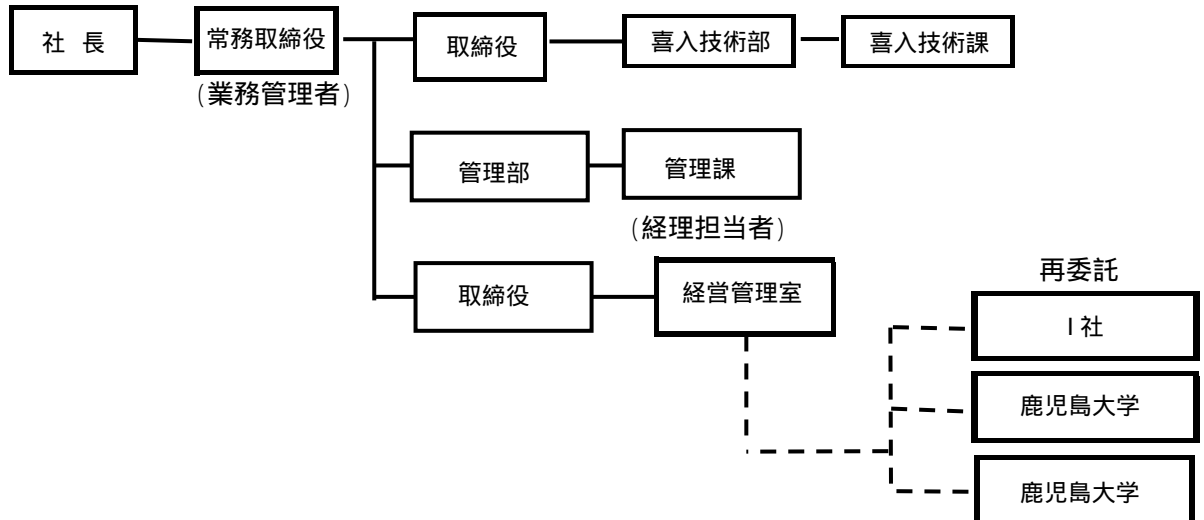 社 長
常務取締役
(業務管理者)
取締役
喜入技術部
喜入技術課
管理部
管理課
(経理担当者)
取締役
経営管理室
再委託
I 社
鹿児島大学
鹿児島大学